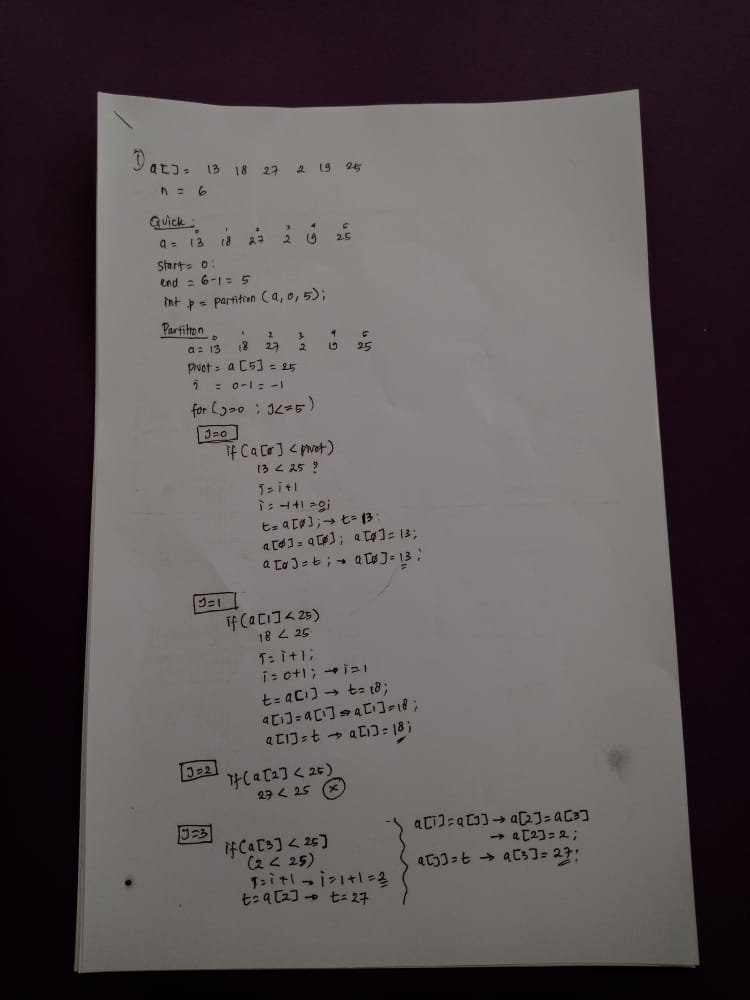 1) a[]= 13 18 27 2 19 25
n = 6
Quick:
0 1 2 3 4 5
a= 13 18 27 2 19 25
start= 0:
end = 6-1= 5
int p= partition (a, 0, 5);
Partition
0 1 2 3 4 5
a= 13 18 27 2 19 25
pivot= a[5]=25
i = 0-1=-1
for(J=0 ; J<=5)
J=0
if(a[0]<pivot)
13 < 25 ?
i=i+1
i=-1+1=0;
t=a[0]; → t=13:
a[0]=a[0]; a[0]=13;
a[0]=t; → a[0]=13;
J=1
if(a[1]<25)
18 < 25
i=i+1;
i=0+1; → i=1
t=a[1] → t=18;
a[1]=a[1] ⇒ a[1]=18;
a[1]=t → a[1]=18;
J=2
if(a[2]<25)
27 < 25 ⊗
J=3
if(a[3]<25]
(2 < 25)
i=i+1 → i=1+1=2
t=a[2] → t=27
a[i]=a[J] → a[2]=a[3]
→ a[2]=2;
a[J]=t → a[3]=27: